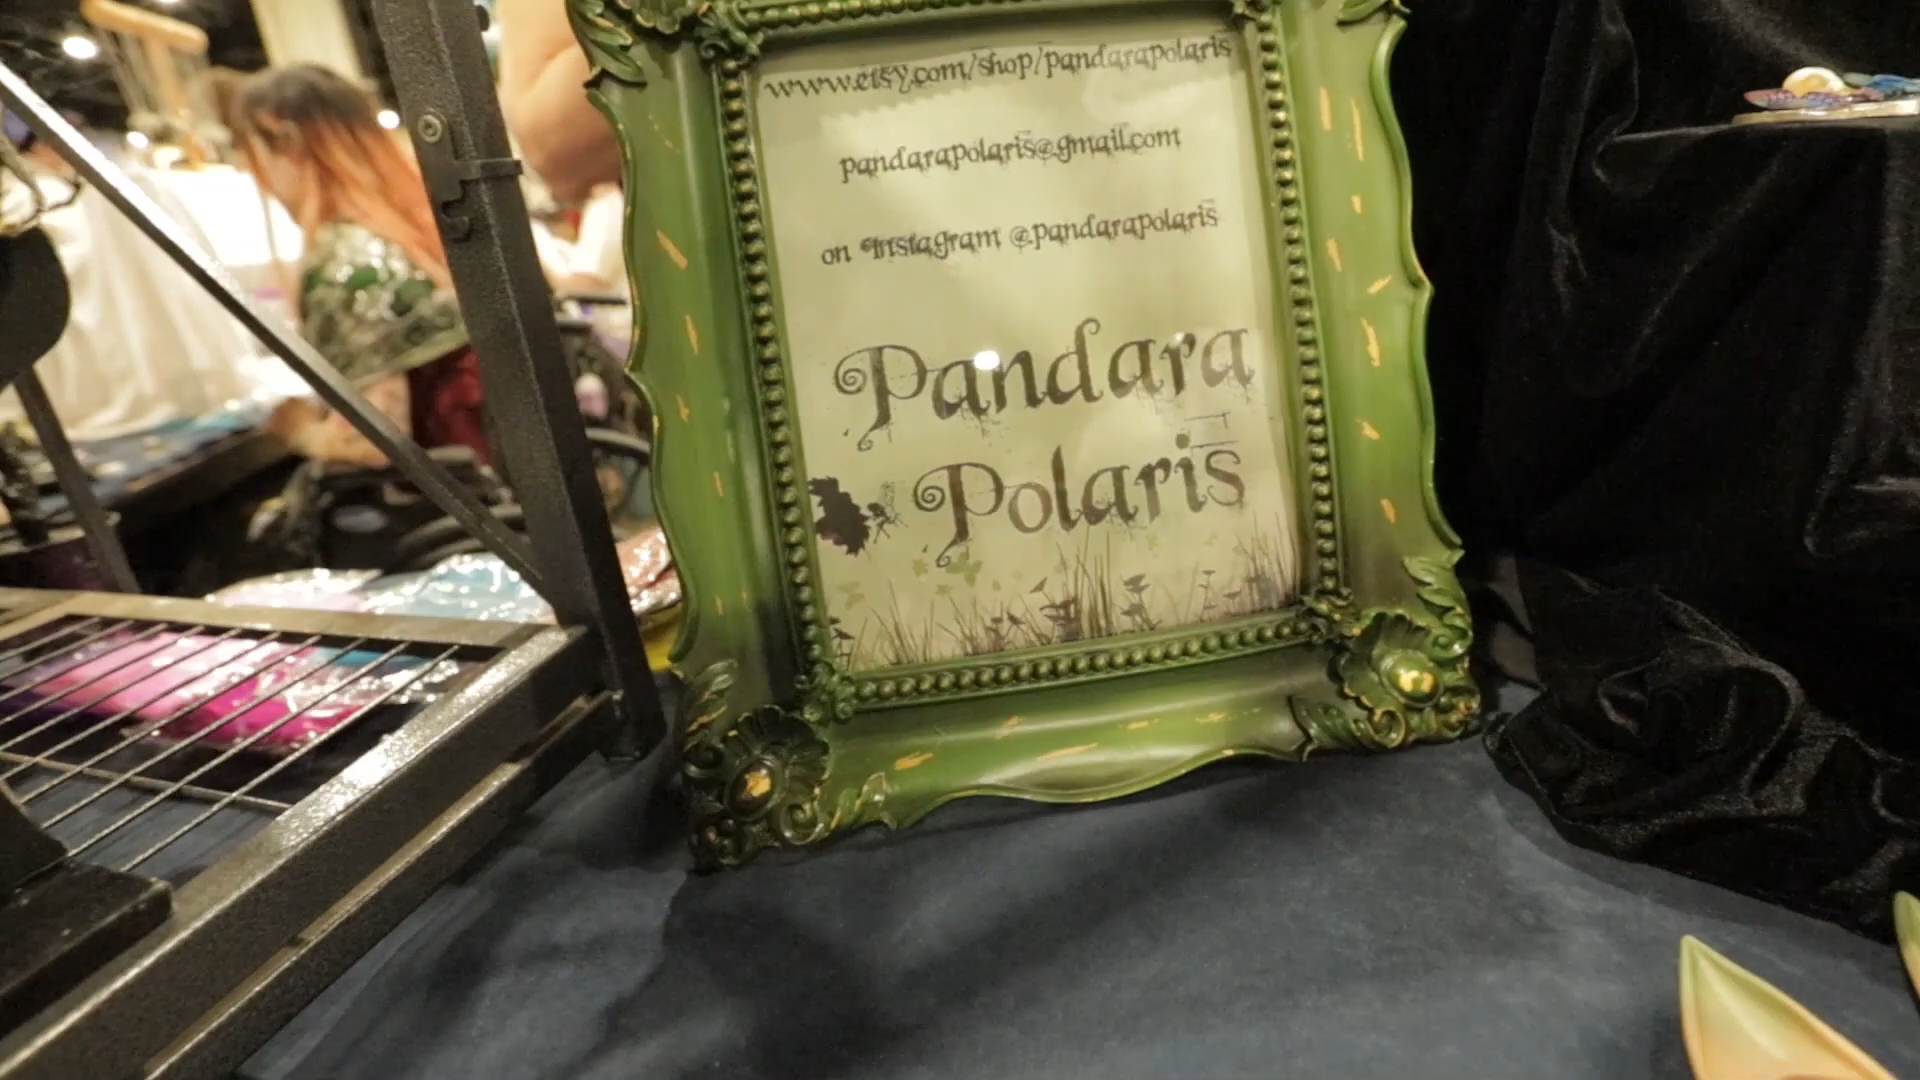 www.etsy.com/shop/pandarapolaris
pandarapolaris@gmail.com
on Instagram @pandarapolaris
Pandara
Polaris